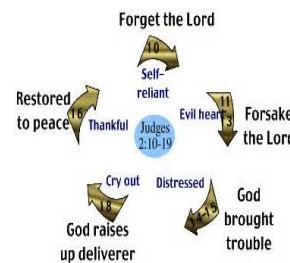 Forget the Lord
10
Self-
reliant
Evil heart
11
13
Forsake
the Lord
Distressed
14-15
God
brought
trouble
Cry out
18
God raises
up deliverer
Thankful
16
Restored
to peace
Judges
2:10-19